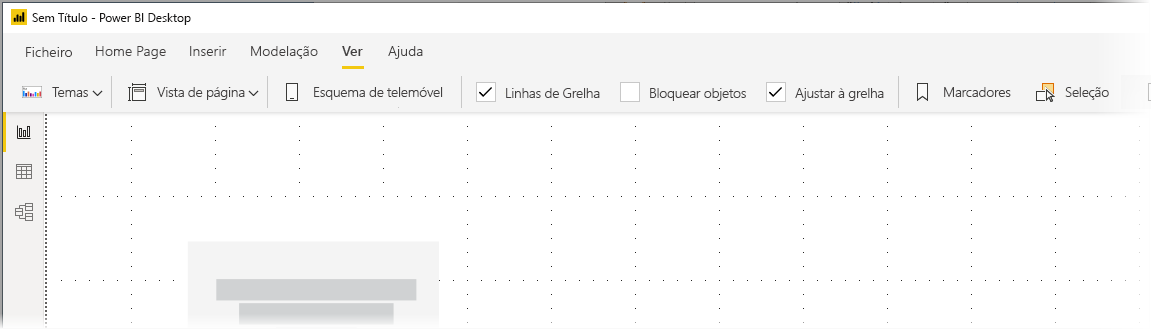 Sem Título - Power BI Desktop
Ficheiro Home Page Inserir Modelação Ver Ajuda
Temas Vista de página Esquema de telemóvel Linhas de Grelha Bloquear objetos Ajustar à grelha Marcadores Seleção